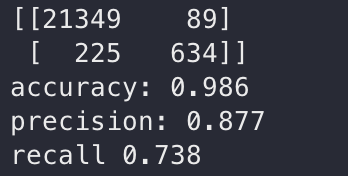 [[21349    89]
 [  225   634]]
accuracy: 0.986
precision: 0.877
recall 0.738